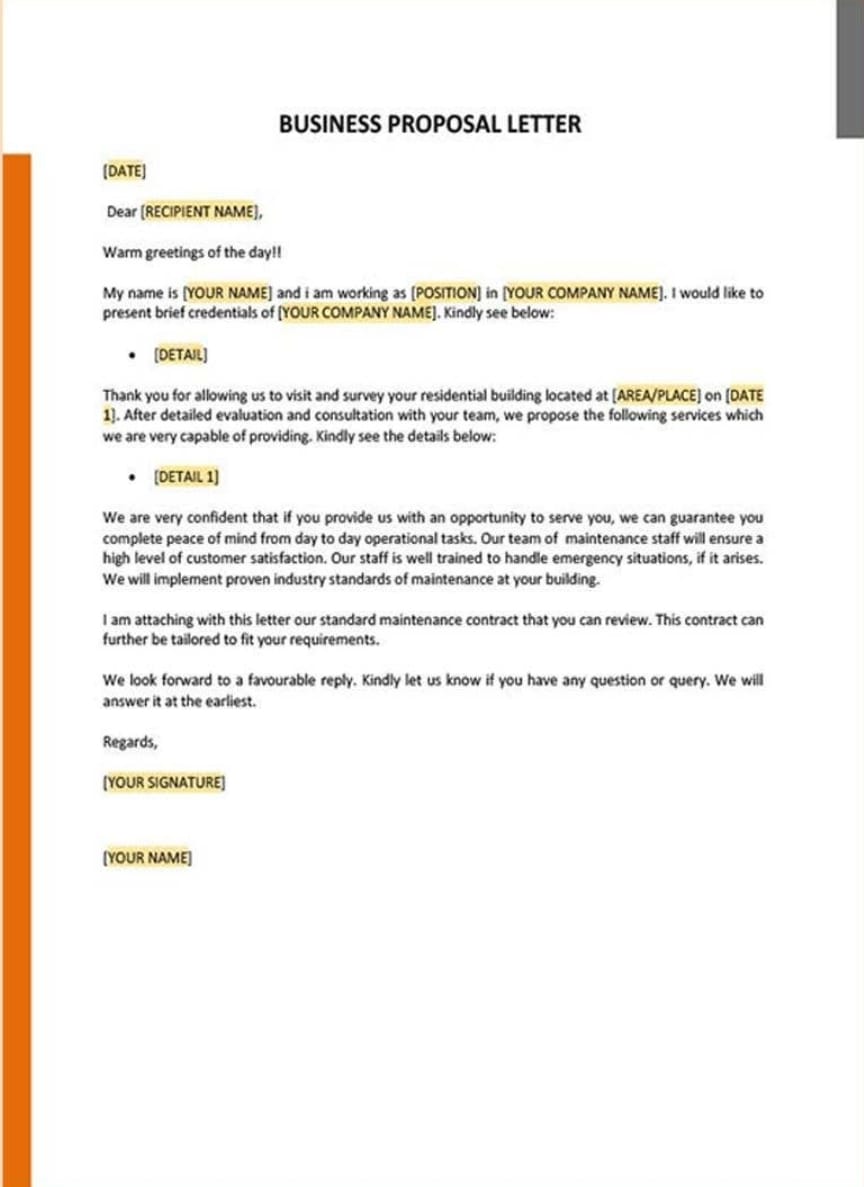 BUSINESS PROPOSAL LETTER
[DATE]
Dear [RECIPIENT NAME],
Warm greetings of the day!!
My name is [YOUR NAME] and i am working as [POSITION] in [YOUR COMPANY NAME]. I would like to
present brief credentials of [YOUR COMPANY NAME]. Kindly see below:
• [DETAIL]
Thank you for allowing us to visit and survey your residential building located at [AREA/PLACE] on [DATE
1]. After detailed evaluation and consultation with your team, we propose the following services which
we are very capable of providing. Kindly see the details below:
• [DETAIL 1]
We are very confident that if you provide us with an opportunity to serve you, we can guarantee you
complete peace of mind from day to day operational tasks. Our team of maintenance staff will ensure a
high level of customer satisfaction. Our staff is well trained to handle emergency situations, if it arises.
We will implement proven industry standards of maintenance at your building.
I am attaching with this letter our standard maintenance contract that you can review. This contract can
further be tailored to fit your requirements.
We look forward to a favourable reply. Kindly let us know if you have any question or query. We will
answer it at the earliest.
Regards,
[YOUR SIGNATURE]
[YOUR NAME]